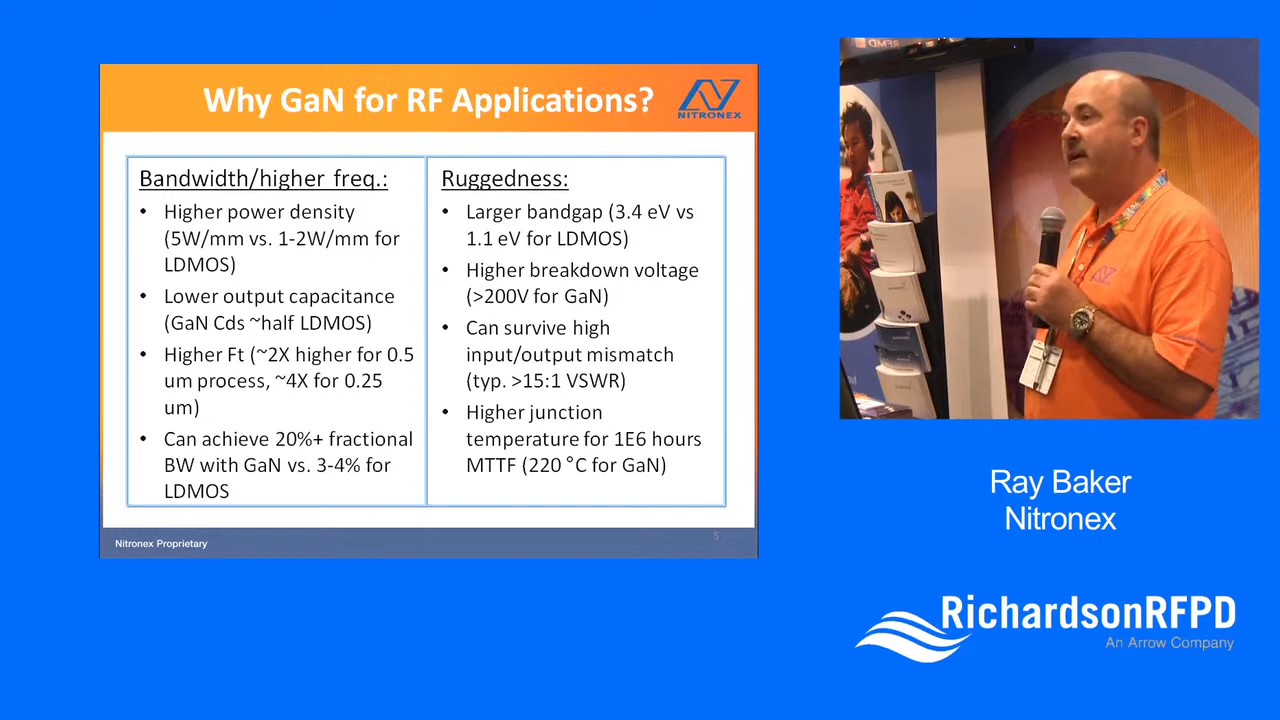 Why GaN for RF Applications?
NITRONEX
Bandwidth/higher freq.:
• Higher power density
(5W/mm vs. 1-2W/mm for
LDMOS)
• Lower output capacitance
(GaN Cds ~half LDMOS)
• Higher Ft (~2X higher for 0.5
um process, ~4X for 0.25
um)
• Can achieve 20%+ fractional
BW with GaN vs. 3-4% for
LDMOS
Ruggedness:
• Larger bandgap (3.4 eV vs
1.1 eV for LDMOS)
• Higher breakdown voltage
(>200V for GaN)
• Can survive high
input/output mismatch
(typ. >15:1 VSWR)
• Higher junction
temperature for 1E6 hours
MTTF (220 °C for GaN)
Nitronex Proprietary
5
RFMD
Ray Baker
Nitronex
RichardsonRFPD
An Arrow Company